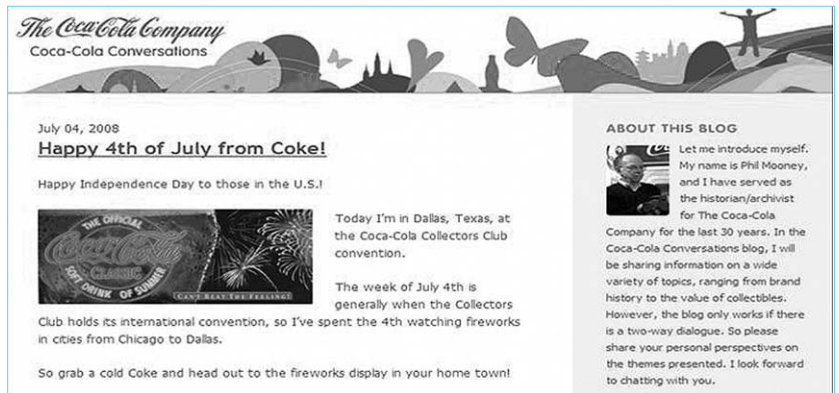 The Coca-Cola Company
Coca-Cola Conversations
July 04, 2008
Happy 4th of July from Coke!
Happy Independence Day to those in the U.S.!
THE OFFICIAL
Coca-Cola
CLASSIC
SOFT DRINK OF SUMMER
CAN'T BEAT THE FEELING!
Today I'm in Dallas, Texas, at
the Coca-Cola Collectors Club
convention.
The week of July 4th is
generally when the Collectors
Club holds its international convention, so I've spent the 4th watching fireworks
in cities from Chicago to Dallas.
So grab a cold Coke and head out to the fireworks display in your home town!
ABOUT THIS BLOG
Let me introduce myself.
My name is Phil Mooney,
and I have served as
the historian/archivist
for The Coca-Cola
Company for the last 30 years. In the
Coca-Cola Conversations blog, I will
be sharing information on a wide
variety of topics, ranging from brand
history to the value of collectibles.
However, the blog only works if there
is a two-way dialogue. So please
share your personal perspectives on
the themes presented. I look forward
to chatting with you.